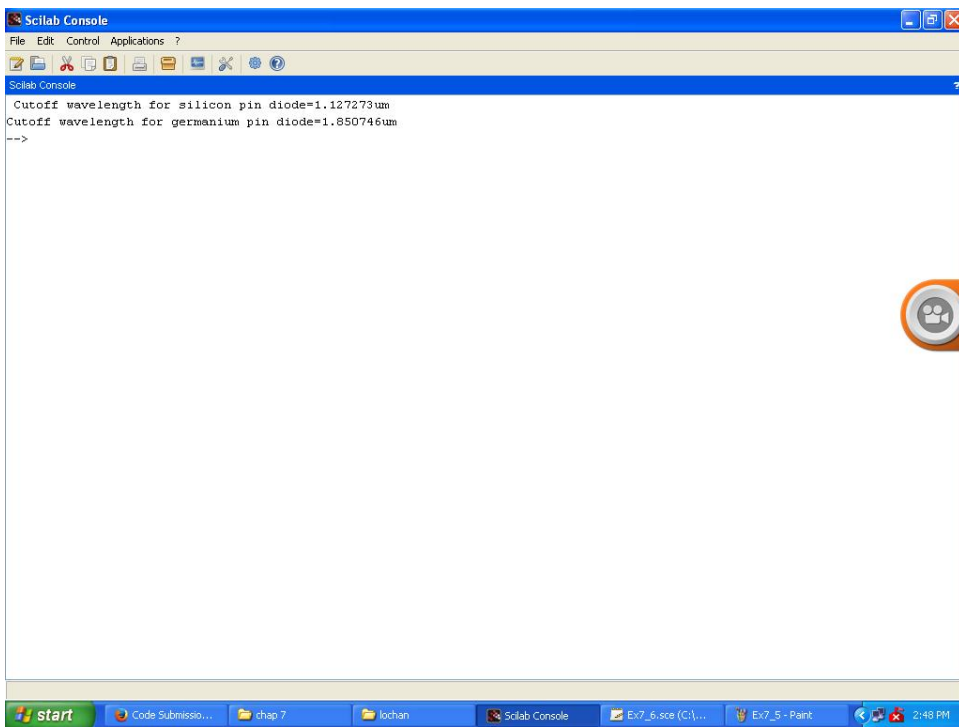 Scilab Console
File Edit Control Applications ?
Scilab Console ?
Cutoff wavelength for silicon pin diode=1.127273um
Cutoff wavelength for germanium pin diode=1.850746um
-->
start Code Submissio... chap 7 lochan Scilab Console Ex7_6.sce (C:\... Ex7_5 - Paint 2:48 PM